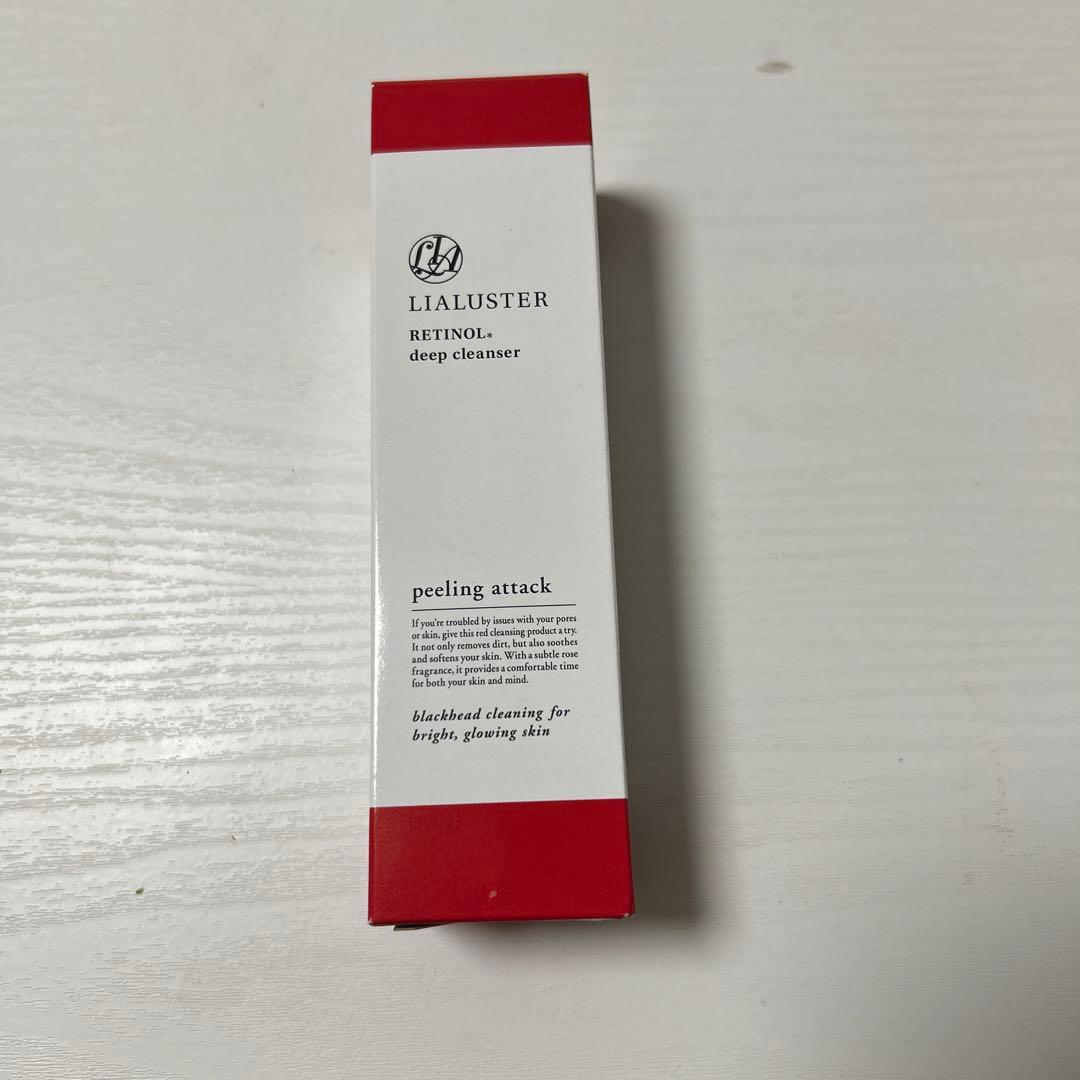 LIA
LIALUSTER
RETINOL*
deep cleanser
peeling attack
If you're troubled by issues with your pores
or skin, give this red cleansing product a try.
It not only removes dirt, but also soothes
and softens your skin. With a subtle rose
fragrance, it provides a comfortable time
for both your skin and mind.
blackhead cleaning for
bright, glowing skin